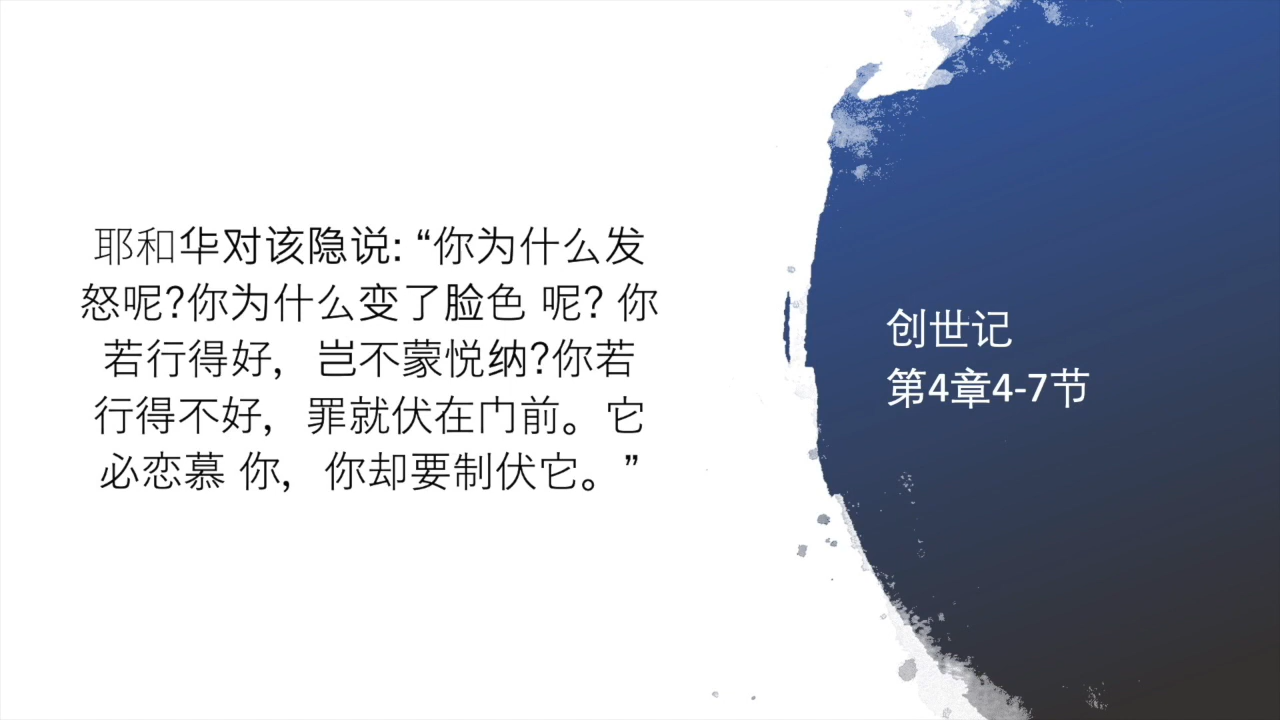 耶和华对该隐说: “你为什么发
怒呢?你为什么变了脸色 呢? 你
若行得好，岂不蒙悦纳?你若
行得不好，罪就伏在门前。它
必恋慕 你，你却要制伏它。”
创世记
第4章4-7节